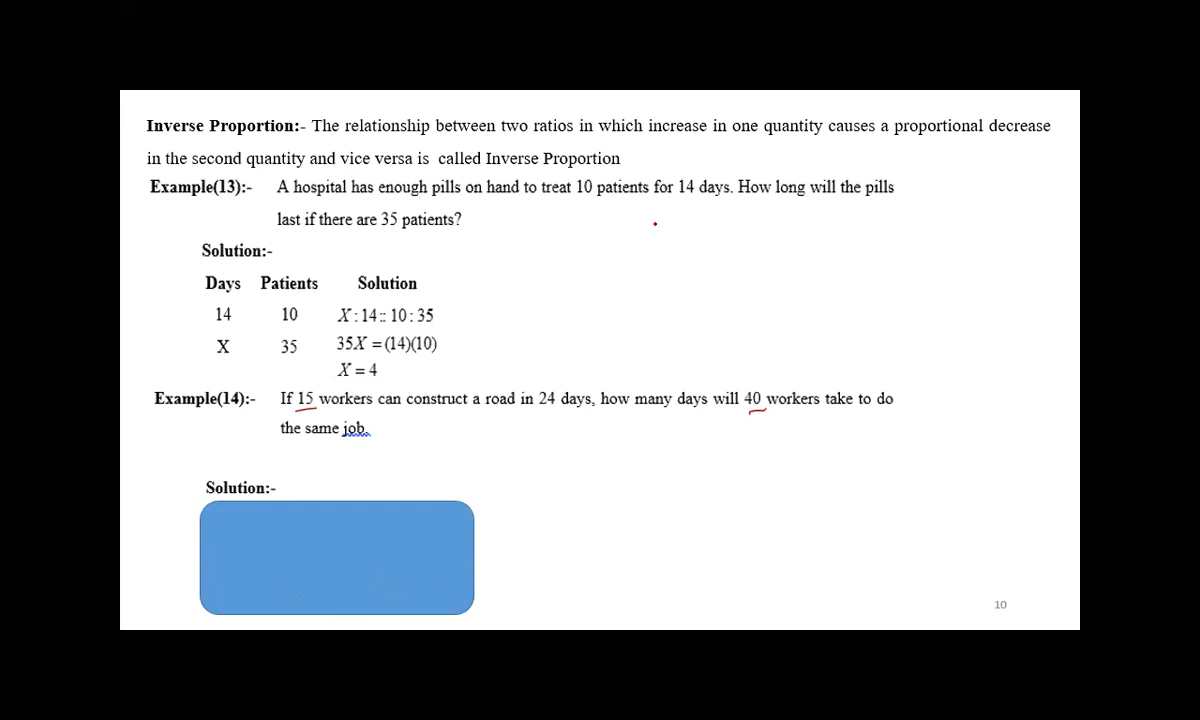 Inverse Proportion:- The relationship between two ratios in which increase in one quantity causes a proportional decrease
in the second quantity and vice versa is called Inverse Proportion
Example(13):- A hospital has enough pills on hand to treat 10 patients for 14 days. How long will the pills
last if there are 35 patients?
Solution:-
Days Patients Solution
14 10 X : 14 :: 10 : 35
X 35 35X = (14)(10)
X = 4
Example(14):- If 15 workers can construct a road in 24 days, how many days will 40 workers take to do
the same job.
Solution:-
10